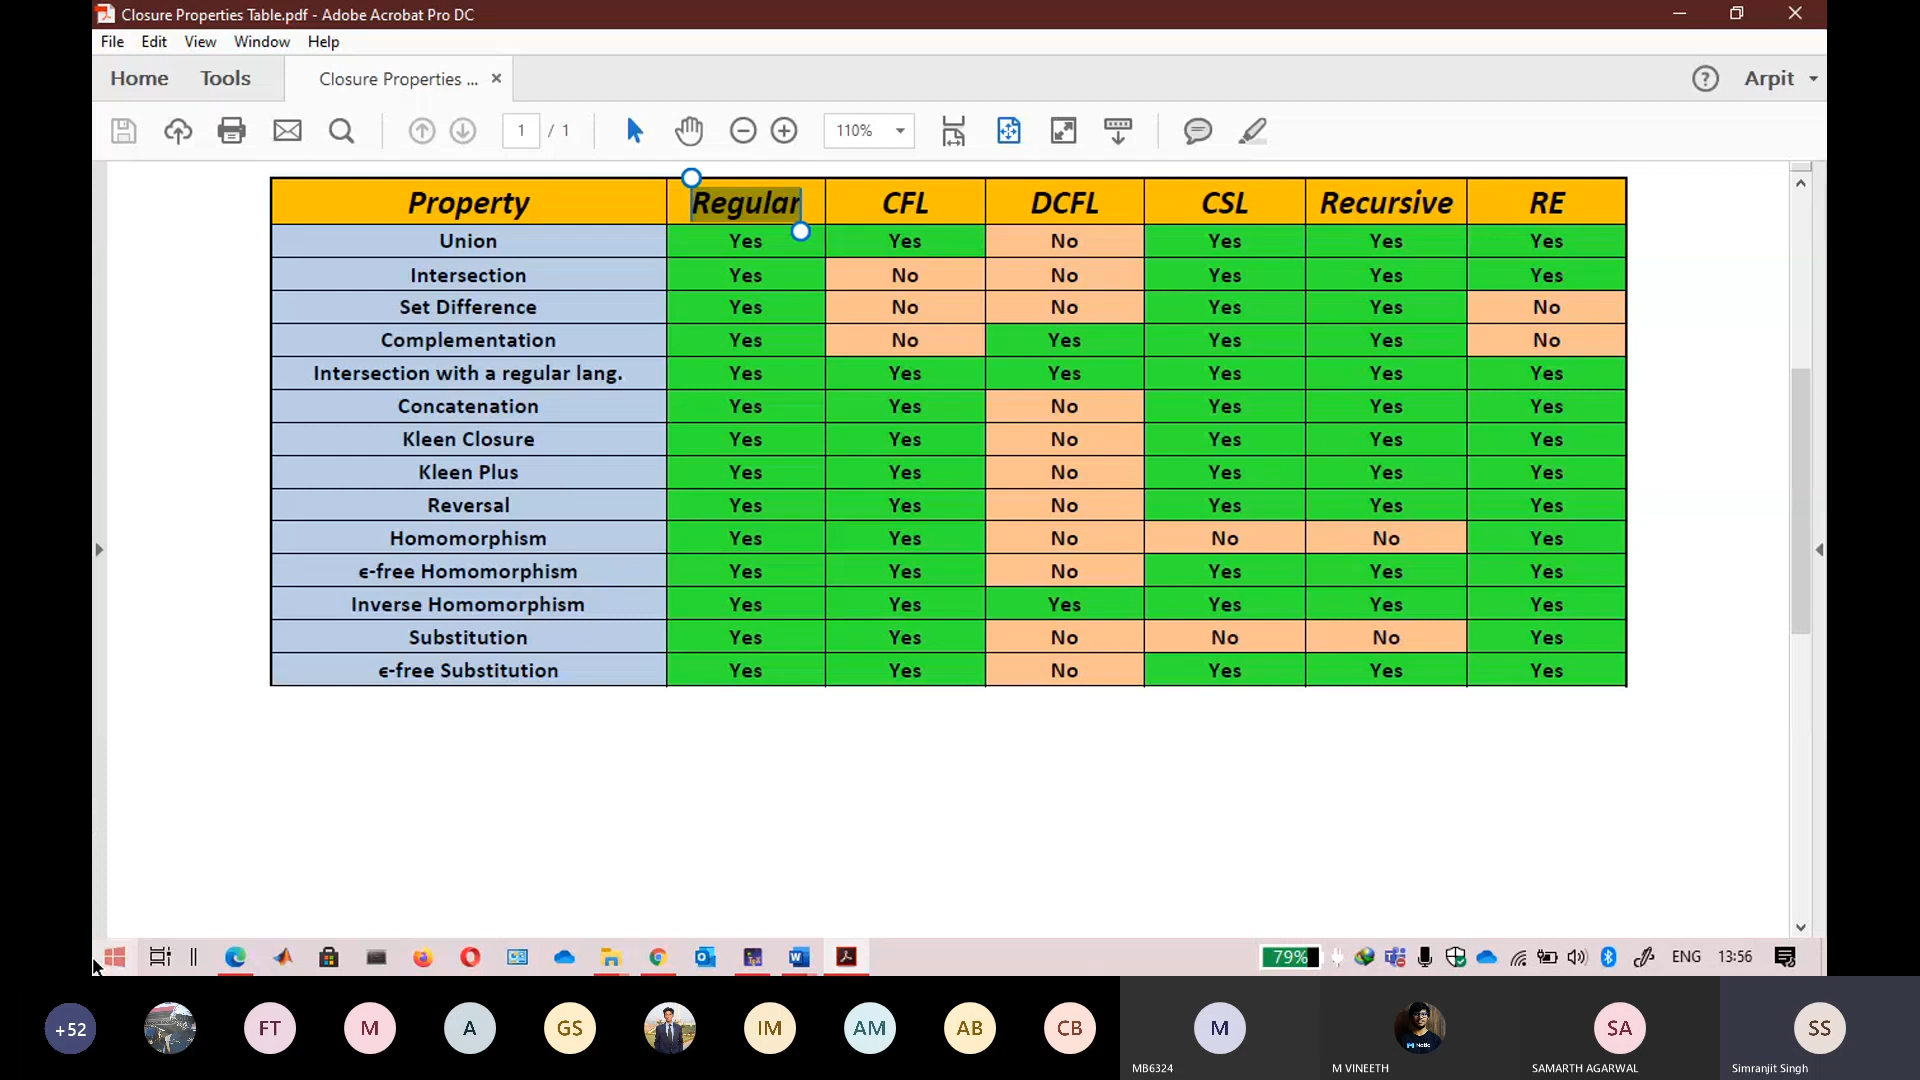 Closure Properties Table.pdf - Adobe Acrobat Pro DC
File Edit View Window Help
Home Tools Closure Properties ... × ? Arpit
1 / 1 110%
Property Regular CFL DCFL CSL Recursive RE
Union Yes Yes No Yes Yes Yes
Intersection Yes No No Yes Yes Yes
Set Difference Yes No No Yes Yes No
Complementation Yes No Yes Yes Yes No
Intersection with a regular lang. Yes Yes Yes Yes Yes Yes
Concatenation Yes Yes No Yes Yes Yes
Kleen Closure Yes Yes No Yes Yes Yes
Kleen Plus Yes Yes No Yes Yes Yes
Reversal Yes Yes No Yes Yes Yes
Homomorphism Yes Yes No No No Yes
ϵ-free Homomorphism Yes Yes No Yes Yes Yes
Inverse Homomorphism Yes Yes Yes Yes Yes Yes
Substitution Yes Yes No No No Yes
ϵ-free Substitution Yes Yes No Yes Yes Yes
79% ENG 13:56
+52 FT M A GS IM AM AB CB M SA SS
MB6324 M VINEETH SAMARTH AGARWAL Simranjit Singh